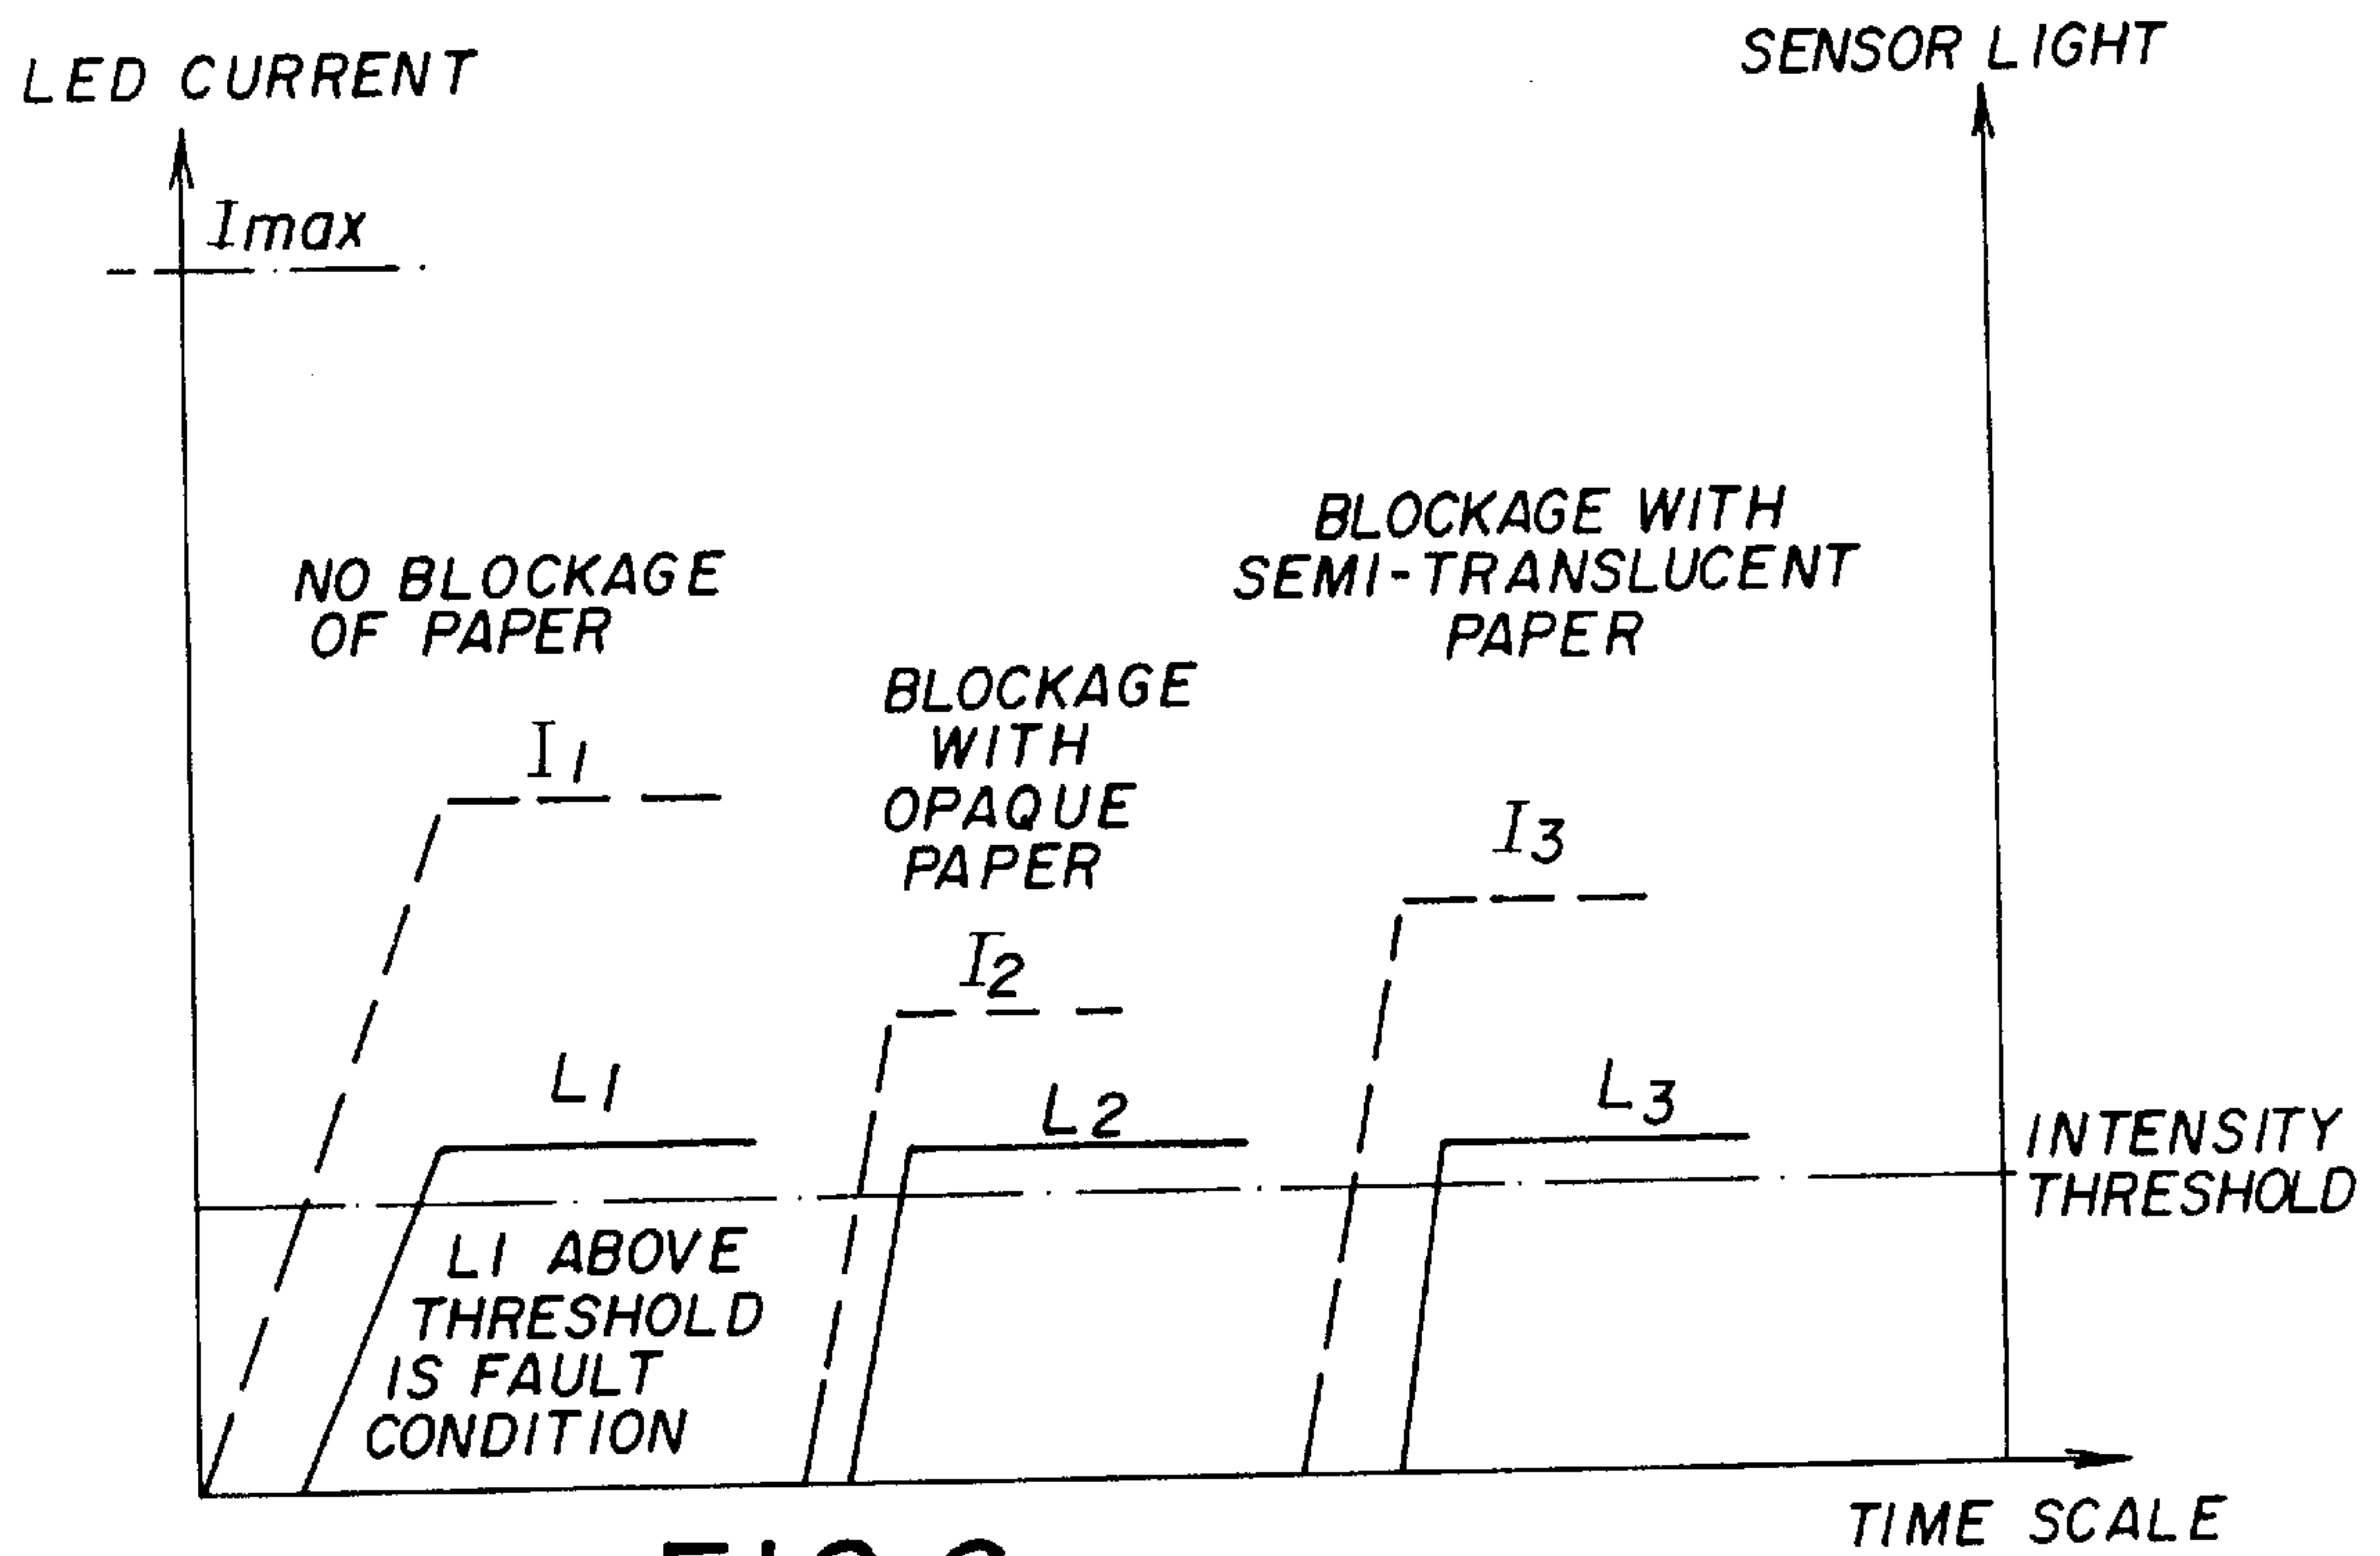 LED CURRENT
SENSOR LIGHT
Imax
NO BLOCKAGE
OF PAPER
I1
L1
L1 ABOVE
THRESHOLD
IS FAULT
CONDITION
BLOCKAGE
WITH
OPAQUE
PAPER
I2
L2
BLOCKAGE WITH
SEMI-TRANSLUCENT
PAPER
I3
L3
INTENSITY
THRESHOLD
TIME SCALE